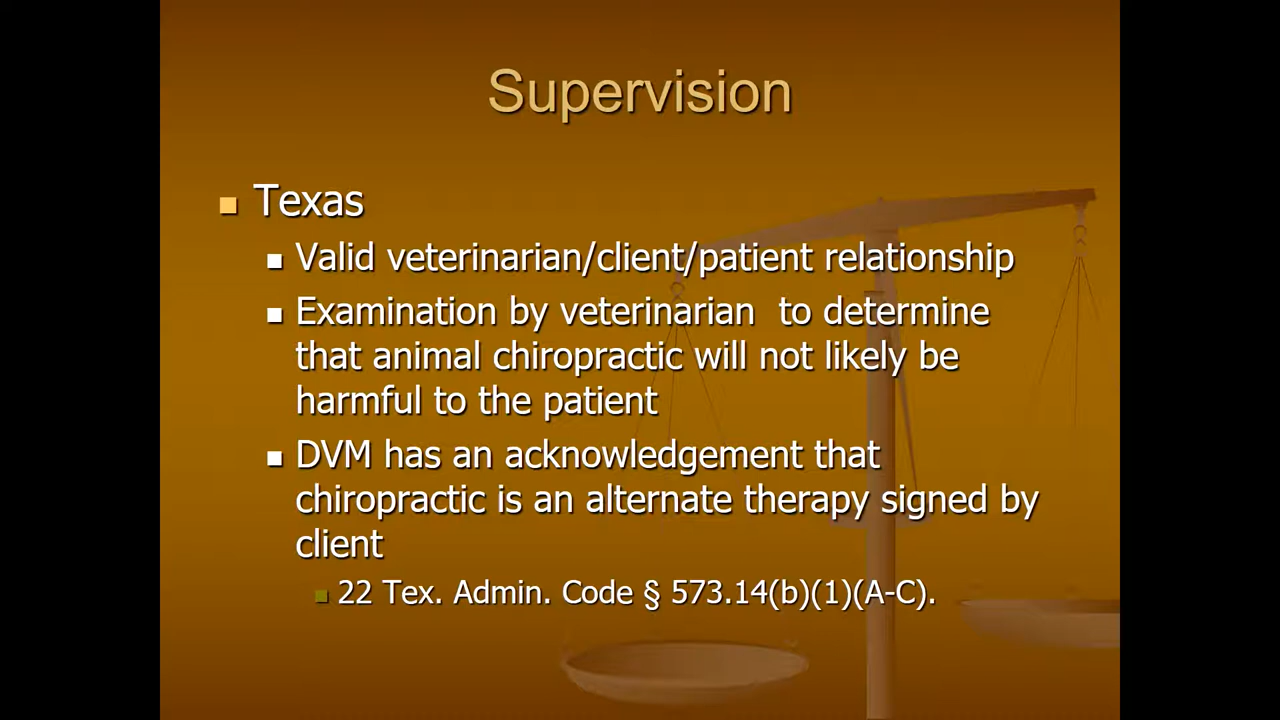 Supervision
Texas
Valid veterinarian/client/patient relationship
Examination by veterinarian to determine
that animal chiropractic will not likely be
harmful to the patient
DVM has an acknowledgement that
chiropractic is an alternate therapy signed by
client
22 Tex. Admin. Code § 573.14(b)(1)(A-C).